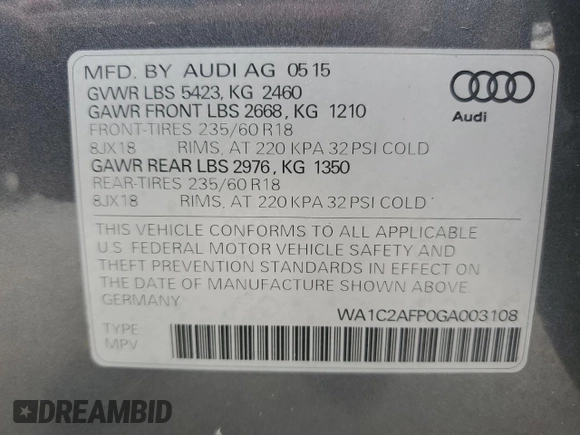 MFD. BY AUDI AG 05 15
GVWR LBS 5423, KG 2460
GAWR FRONT LBS 2668, KG 1210
FRONT-TIRES 235/60 R18
8JX18 RIMS, AT 220 KPA 32 PSI COLD
GAWR REAR LBS 2976, KG 1350
REAR-TIRES 235/60 R18
8JX18 RIMS, AT 220 KPA 32 PSI COLD
Audi
THIS VEHICLE CONFORMS TO ALL APPLICABLE
U.S. FEDERAL MOTOR VEHICLE SAFETY AND
THEFT PREVENTION STANDARDS IN EFFECT ON
THE DATE OF MANUFACTURE SHOWN ABOVE
GERMANY
WA1C2AFP0GA003108
TYPE
MPV
DREAMBID